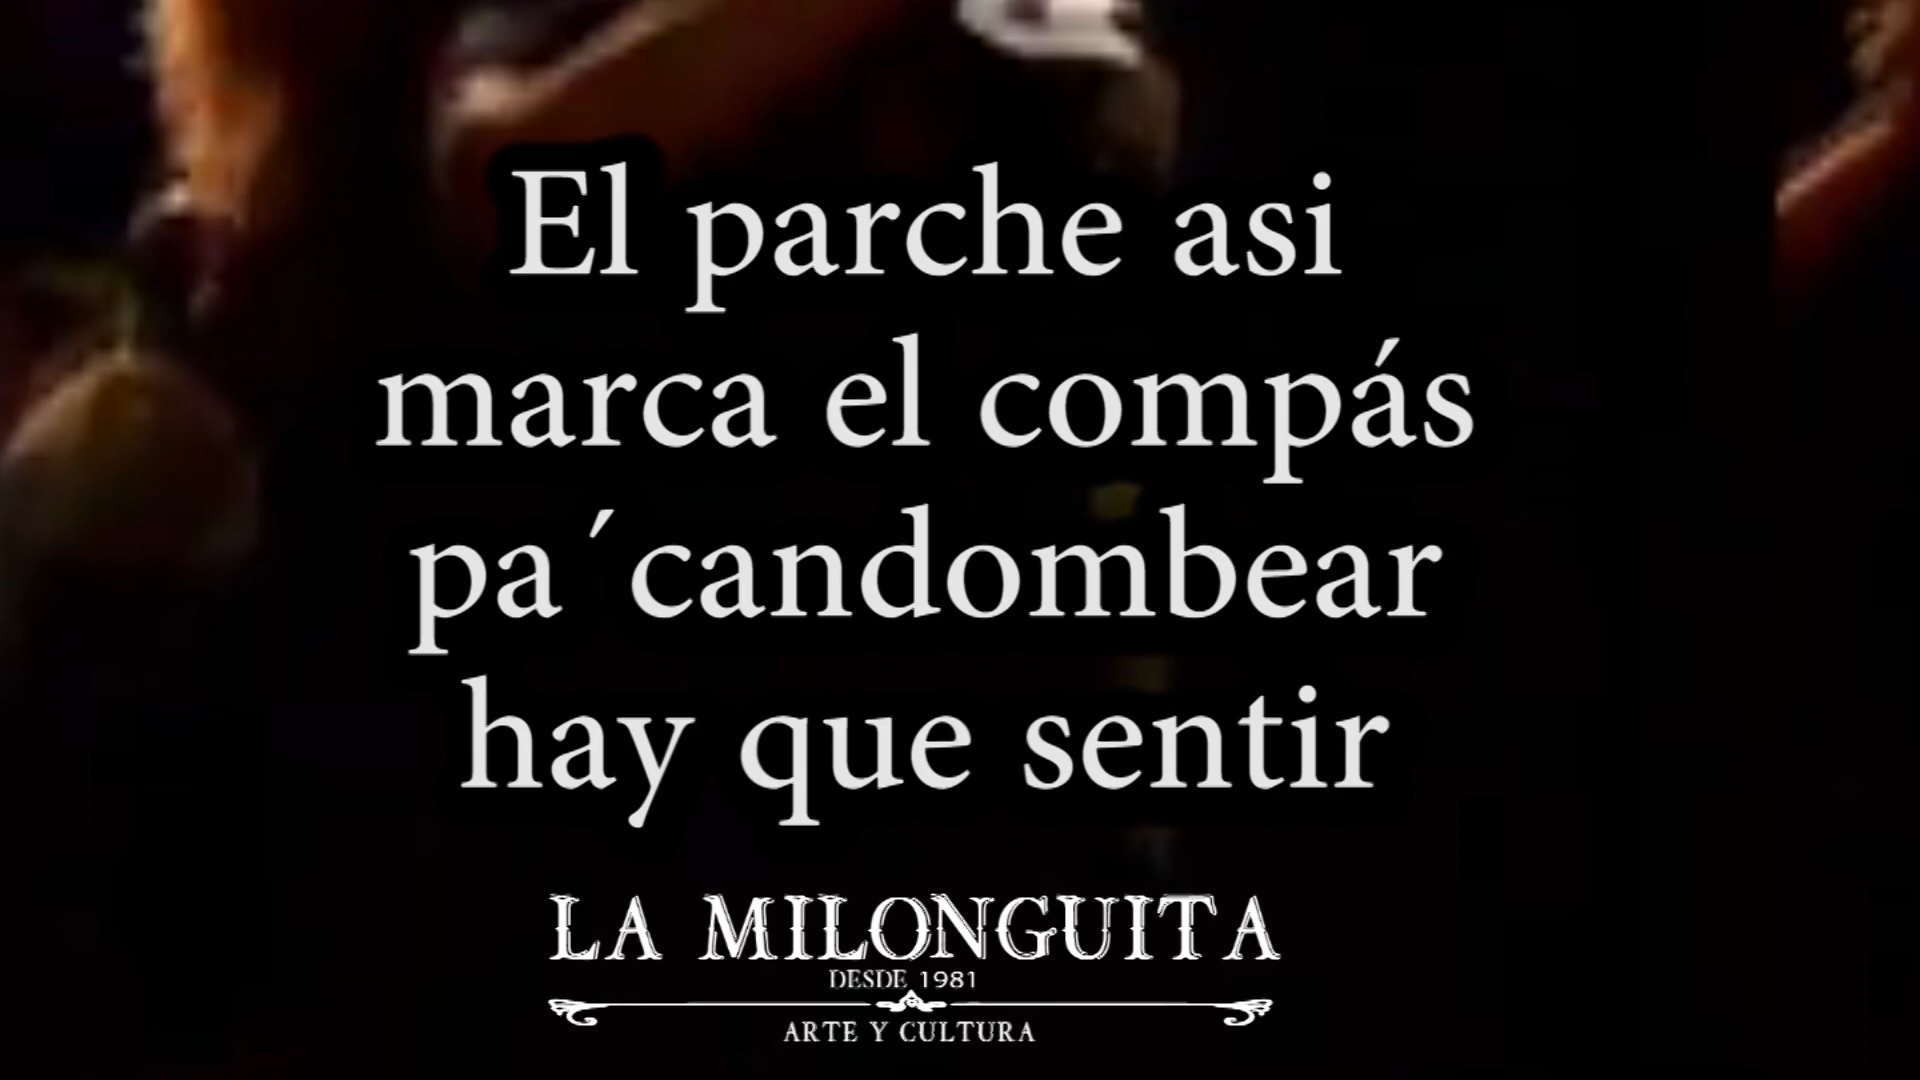 El parche asi
marca el compás
pa´candombear
hay que sentir
LA MILONGUITA
DESDE 1981
ARTE Y CULTURA